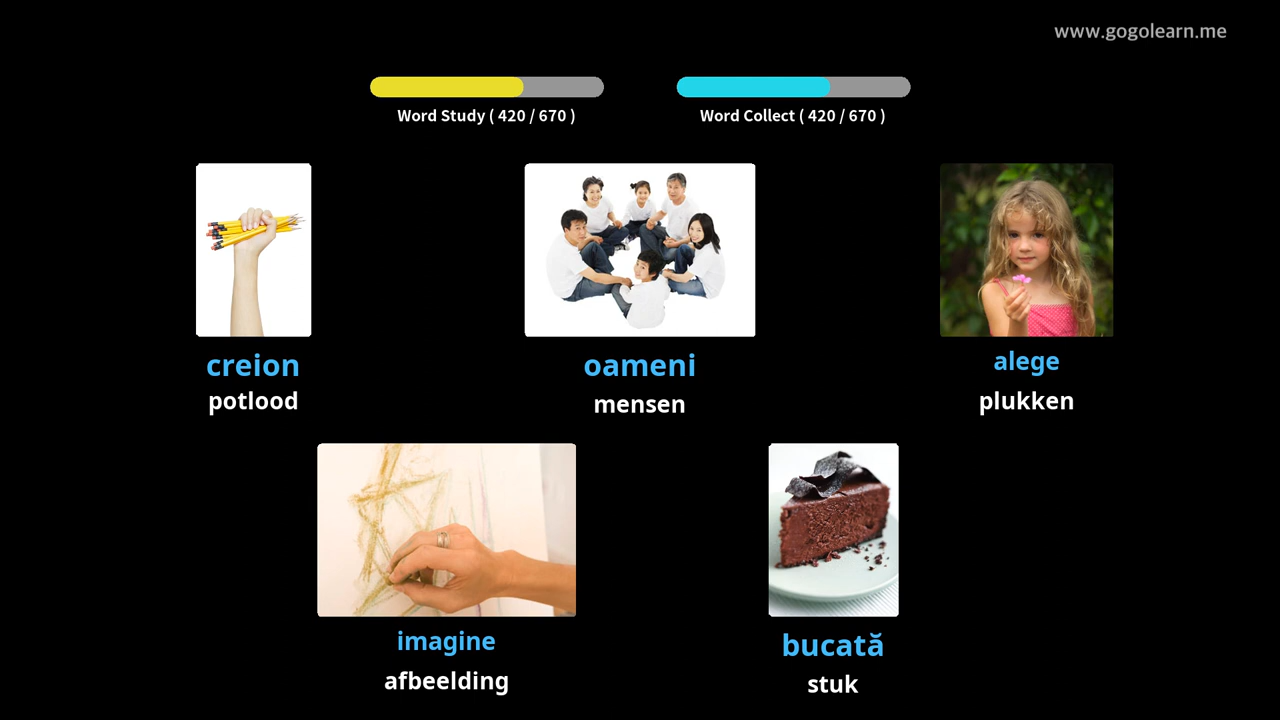 www.gogolearn.me
Word Study ( 420 / 670 )
Word Collect ( 420 / 670 )
creion
potlood
oameni
mensen
alege
plukken
imagine
afbeelding
bucată
stuk